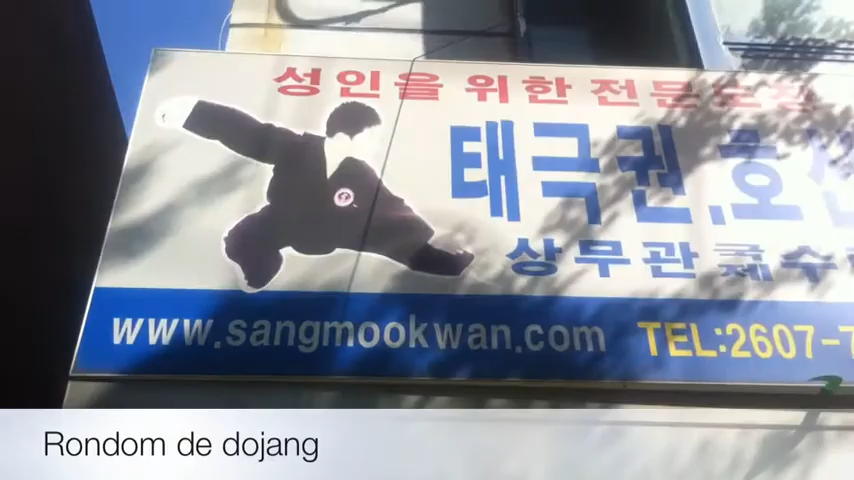 성인을 위한 전문도장
태극권.호신
상무관
www.sangmookwan.com
TEL:2607-7
Rondom de dojang